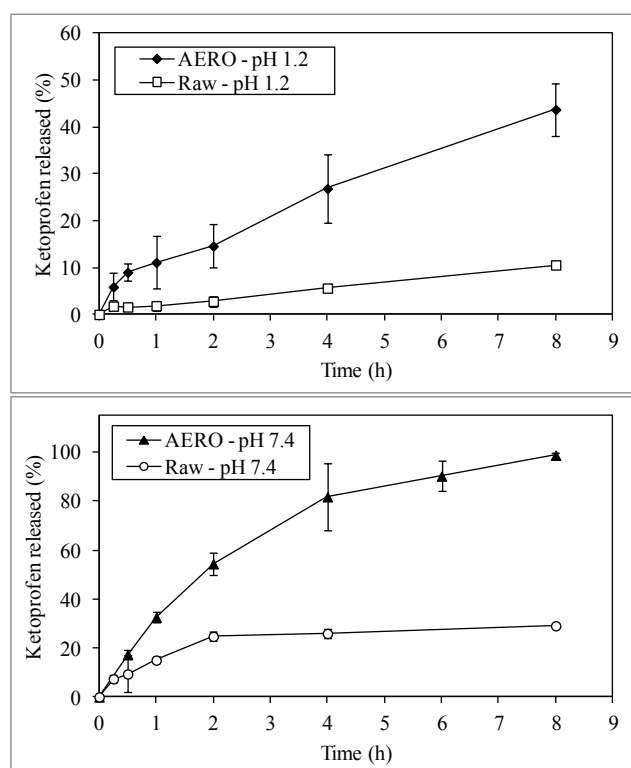 60
50
40
30
20
10
0
Ketoprofen released (%)
AERO - pH 1.2
Raw - pH 1.2
0 1 2 3 4 5 6 7 8 9
Time (h)
100
80
60
40
20
0
Ketoprofen released (%)
AERO - pH 7.4
Raw - pH 7.4
0 1 2 3 4 5 6 7 8 9
Time (h)